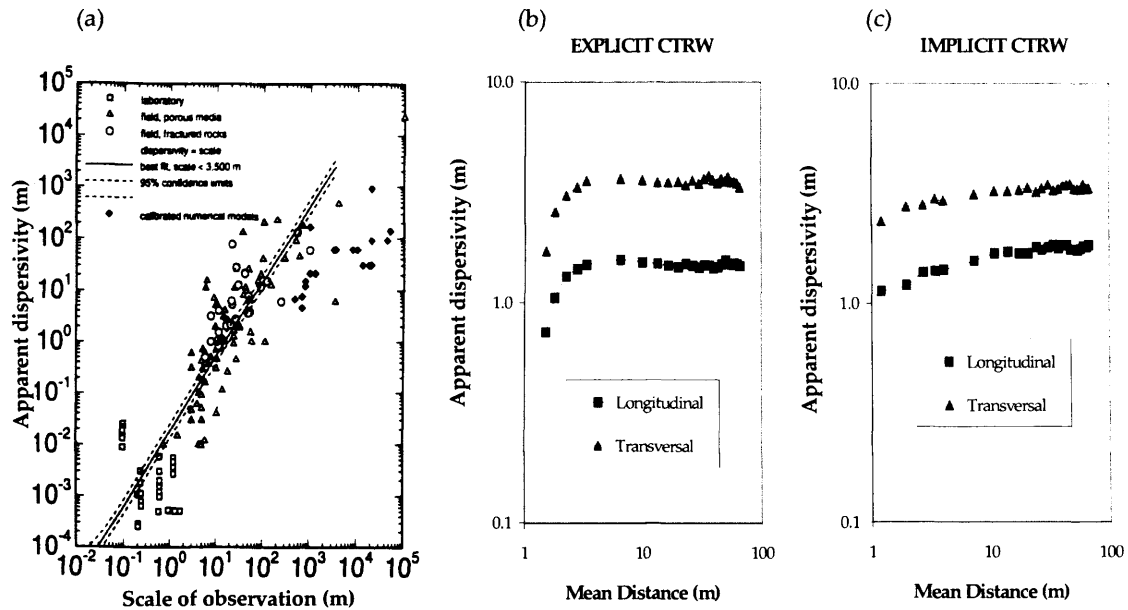 (a)
10^5
10^4
10^3
10^2
10^1
10^0
10^-1
10^-2
10^-3
10^-4
Apparent dispersivity (m)
laboratory
field, porous media
field, fractured rocks
dispersivity = scale
best fit, scale < 3.500 m
95% confidence limits
calibrated numerical models
10^-2 10^-1 10^0 10^1 10^2 10^3 10^4 10^5
Scale of observation (m)
(b)
EXPLICIT CTRW
10.0
1.0
0.1
Apparent dispersivity (m)
Longitudinal
Transversal
1 10 100
Mean Distance (m)
(c)
IMPLICIT CTRW
10.0
1.0
0.1
Apparent dispersivity (m)
Longitudinal
Transversal
1 10 100
Mean Distance (m)